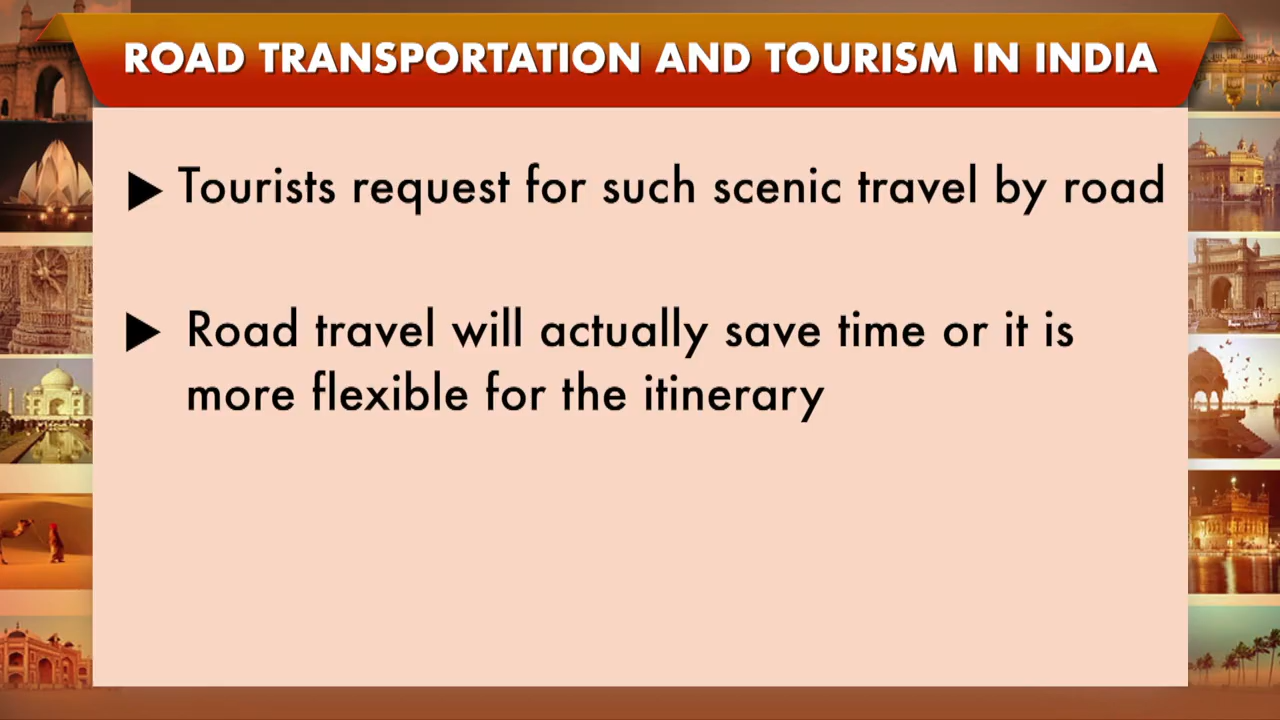 ROAD TRANSPORTATION AND TOURISM IN INDIA
Tourists request for such scenic travel by road
Road travel will actually save time or it is
more flexible for the itinerary